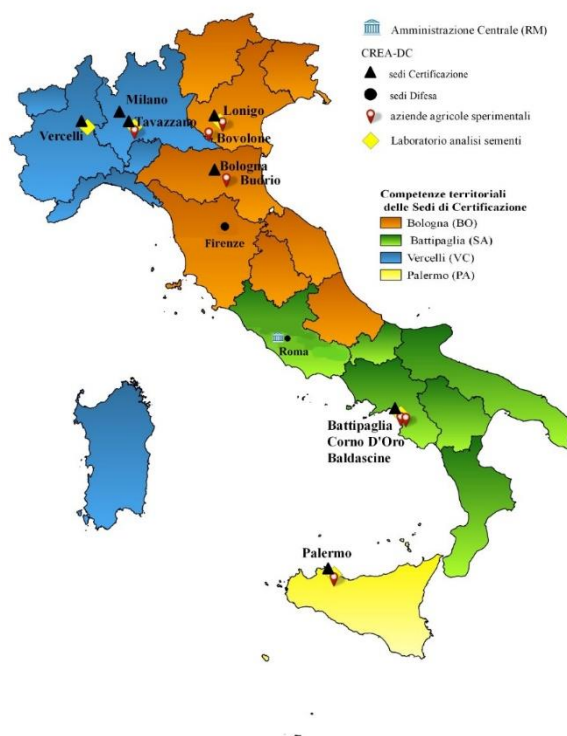 Amministrazione Centrale (RM)
CREA-DC
sedi Certificazione
sedi Difesa
aziende agricole sperimentali
Laboratorio analisi sementi
Milano
Tavazzano
Vercelli
Lonigo
Bovolone
Bologna
Budrio
Firenze
Competenze territoriali
delle Sedi di Certificazione
Bologna (BO)
Battipaglia (SA)
Vercelli (VC)
Palermo (PA)
Roma
Battipaglia
Corno D'Oro
Baldascine
Palermo